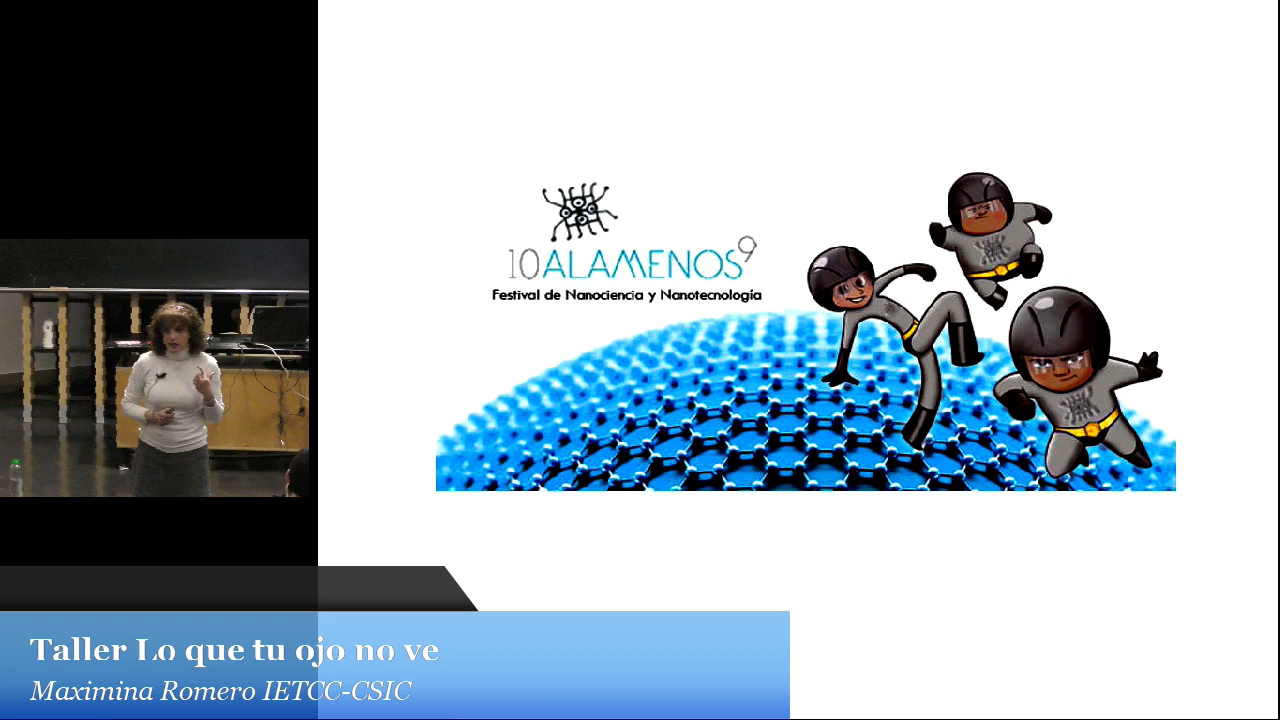 10ALAMENOS9
Festival de Nanociencia y Nanotecnología
Taller Lo que tu ojo no ve
Maximina Romero IETCC-CSIC